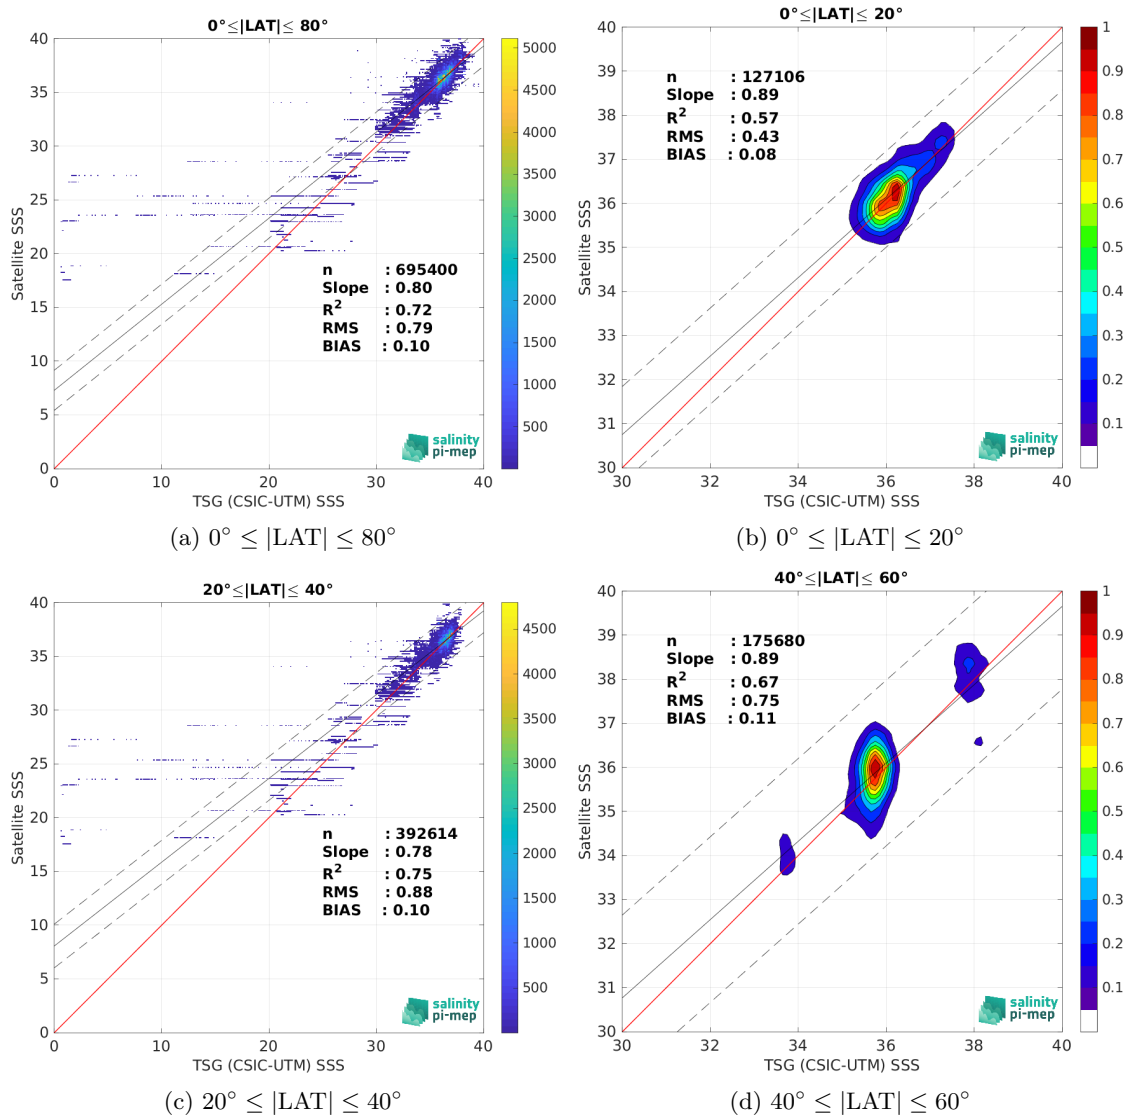 0°≤|LAT|≤ 80°
40
35
30
25
20
15
10
5
0
Satellite SSS
n : 695400
Slope : 0.80
R² : 0.72
RMS : 0.79
BIAS : 0.10
salinity
pi-mep
0 10 20 30 40
TSG (CSIC-UTM) SSS
5000
4500
4000
3500
3000
2500
2000
1500
1000
500
(a) 0° ≤ |LAT| ≤ 80°
0°≤|LAT|≤ 20°
40
39
38
37
36
35
34
33
32
31
30
Satellite SSS
n : 127106
Slope : 0.89
R² : 0.57
RMS : 0.43
BIAS : 0.08
salinity
pi-mep
30 32 34 36 38 40
TSG (CSIC-UTM) SSS
1
0.9
0.8
0.7
0.6
0.5
0.4
0.3
0.2
0.1
(b) 0° ≤ |LAT| ≤ 20°
20°≤|LAT|≤ 40°
40
35
30
25
20
15
10
5
0
Satellite SSS
n : 392614
Slope : 0.78
R² : 0.75
RMS : 0.88
BIAS : 0.10
salinity
pi-mep
0 10 20 30 40
TSG (CSIC-UTM) SSS
4500
4000
3500
3000
2500
2000
1500
1000
500
(c) 20° ≤ |LAT| ≤ 40°
40°≤|LAT|≤ 60°
40
39
38
37
36
35
34
33
32
31
30
Satellite SSS
n : 175680
Slope : 0.89
R² : 0.67
RMS : 0.75
BIAS : 0.11
salinity
pi-mep
30 32 34 36 38 40
TSG (CSIC-UTM) SSS
1
0.9
0.8
0.7
0.6
0.5
0.4
0.3
0.2
0.1
(d) 40° ≤ |LAT| ≤ 60°